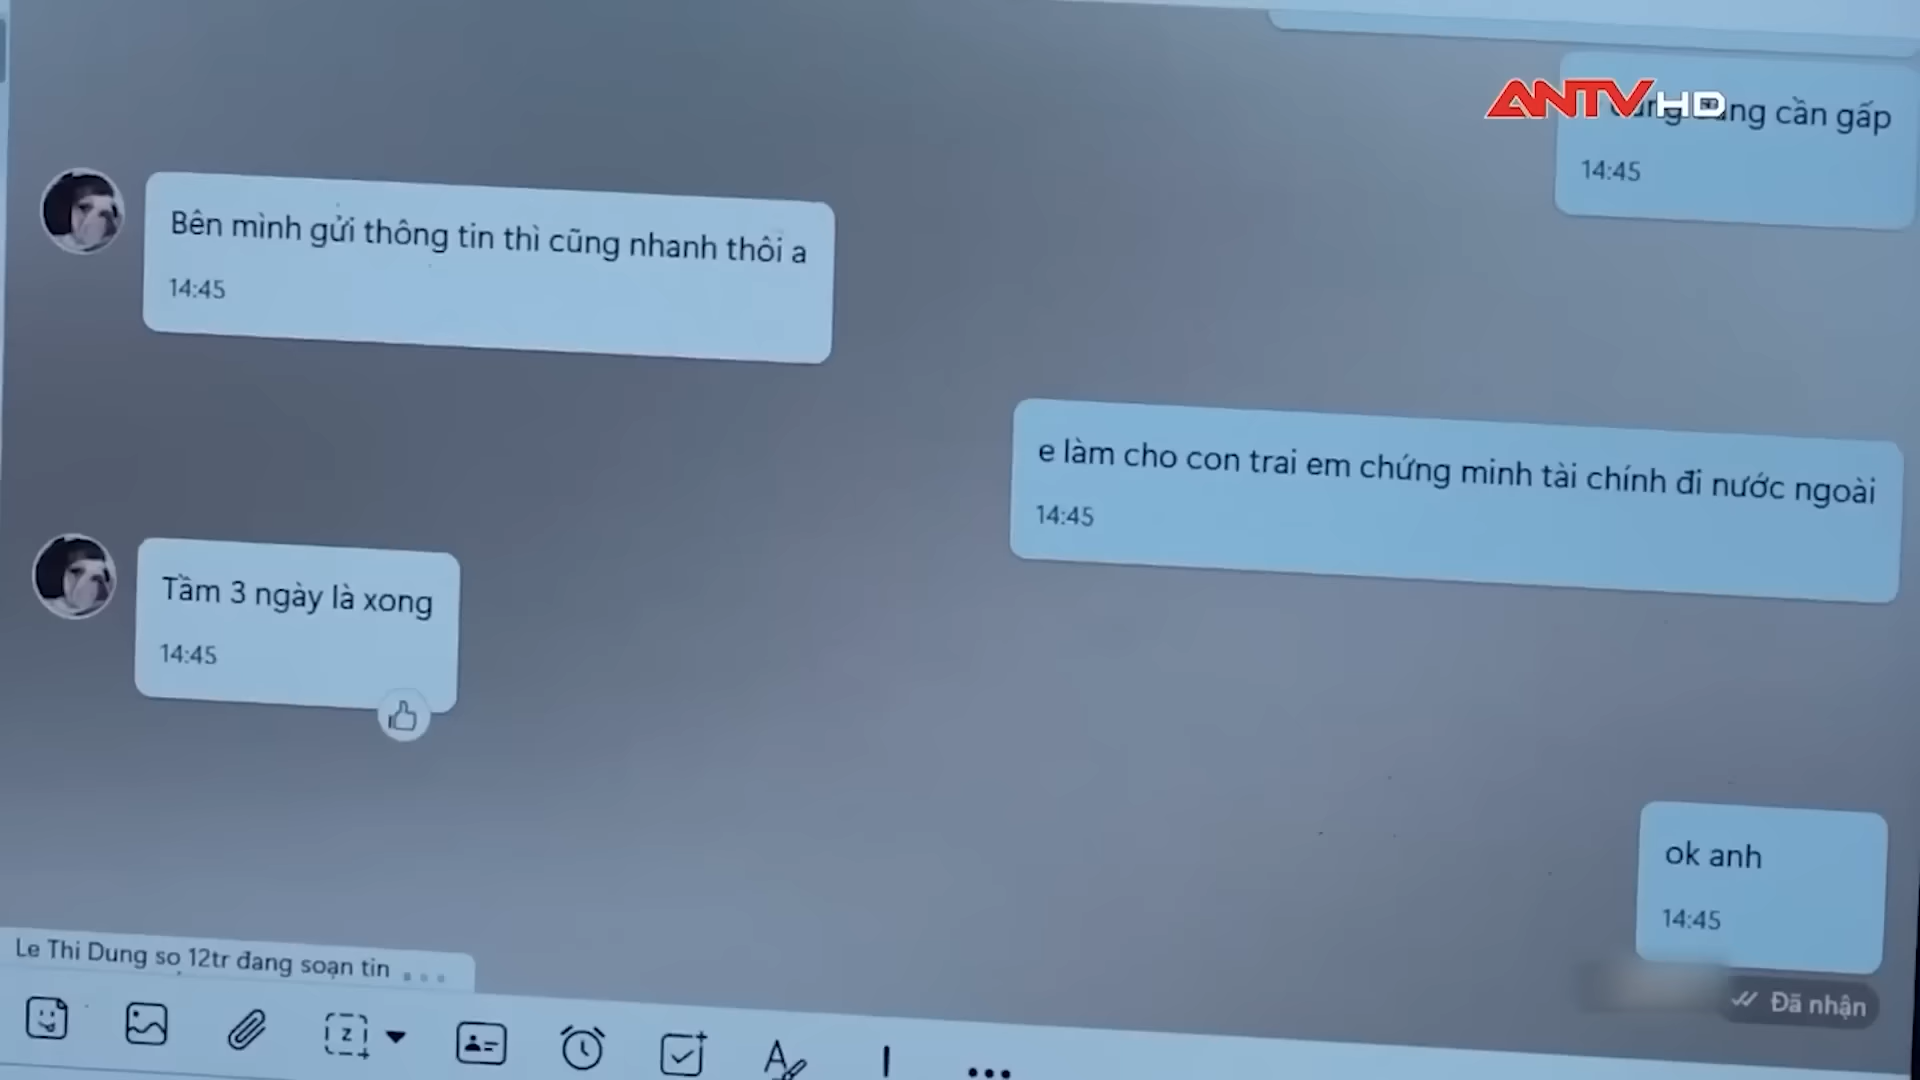 ANTV HD
cần gấp
14:45
Bên mình gửi thông tin thì cũng nhanh thôi a
14:45
e làm cho con trai em chứng minh tài chính đi nước ngoài
14:45
Tầm 3 ngày là xong
14:45
ok anh
14:45
Đã nhận
Le Thi Dung so 12tr đang soạn tin ...